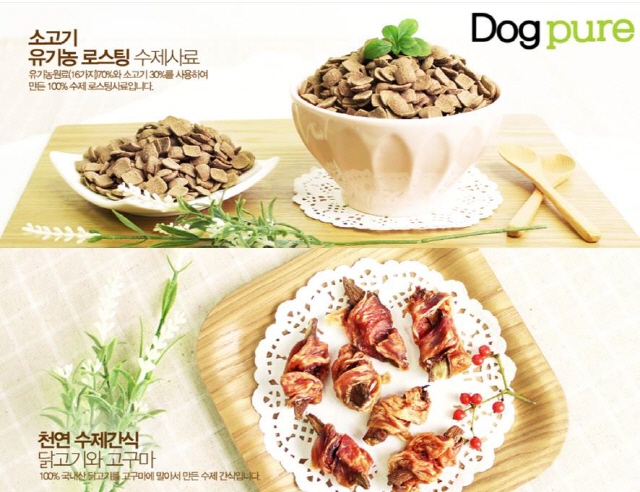 Dog pure
소고기
유기농 로스팅 수제사료
유기농원료(16가지)70%와 소고기 30%를 사용하여
만든 100% 수제 로스팅사료입니다.
천연 수제간식
닭고기와 고구마
100% 국내산 닭고기를 고구마에 말아서 만든 수제 간식입니다.